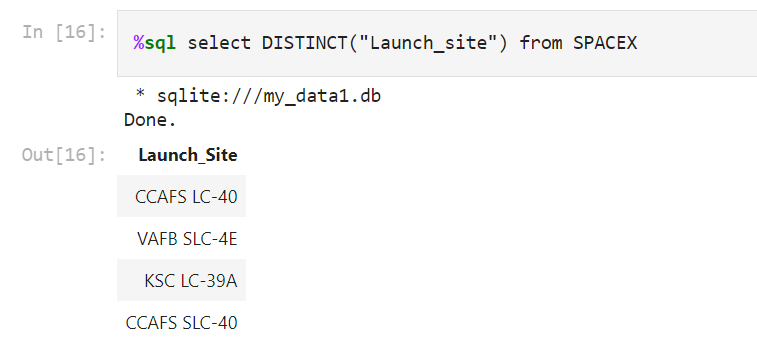 In [16]:
%sql select DISTINCT("Launch_site") from SPACEX
* sqlite:///my_data1.db
Done.
Out[16]:
Launch_Site
CCAFS LC-40
VAFB SLC-4E
KSC LC-39A
CCAFS SLC-40